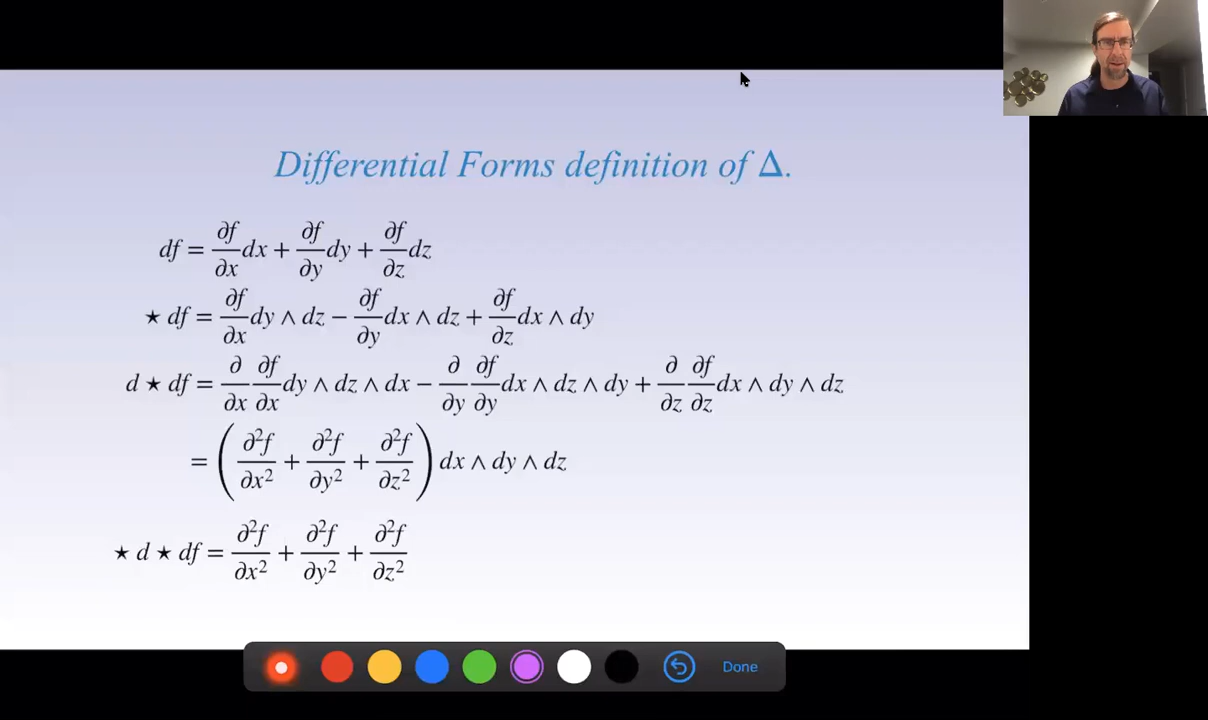 Differential Forms definition of Δ.
df = ∂f/∂x dx + ∂f/∂y dy + ∂f/∂z dz
⋆ df = ∂f/∂x dy ∧ dz − ∂f/∂y dx ∧ dz + ∂f/∂z dx ∧ dy
d ⋆ df = ∂/∂x ∂f/∂x dy ∧ dz ∧ dx − ∂/∂y ∂f/∂y dx ∧ dz ∧ dy + ∂/∂z ∂f/∂z dx ∧ dy ∧ dz
= (∂²f/∂x² + ∂²f/∂y² + ∂²f/∂z²) dx ∧ dy ∧ dz
⋆ d ⋆ df = ∂²f/∂x² + ∂²f/∂y² + ∂²f/∂z²
Done